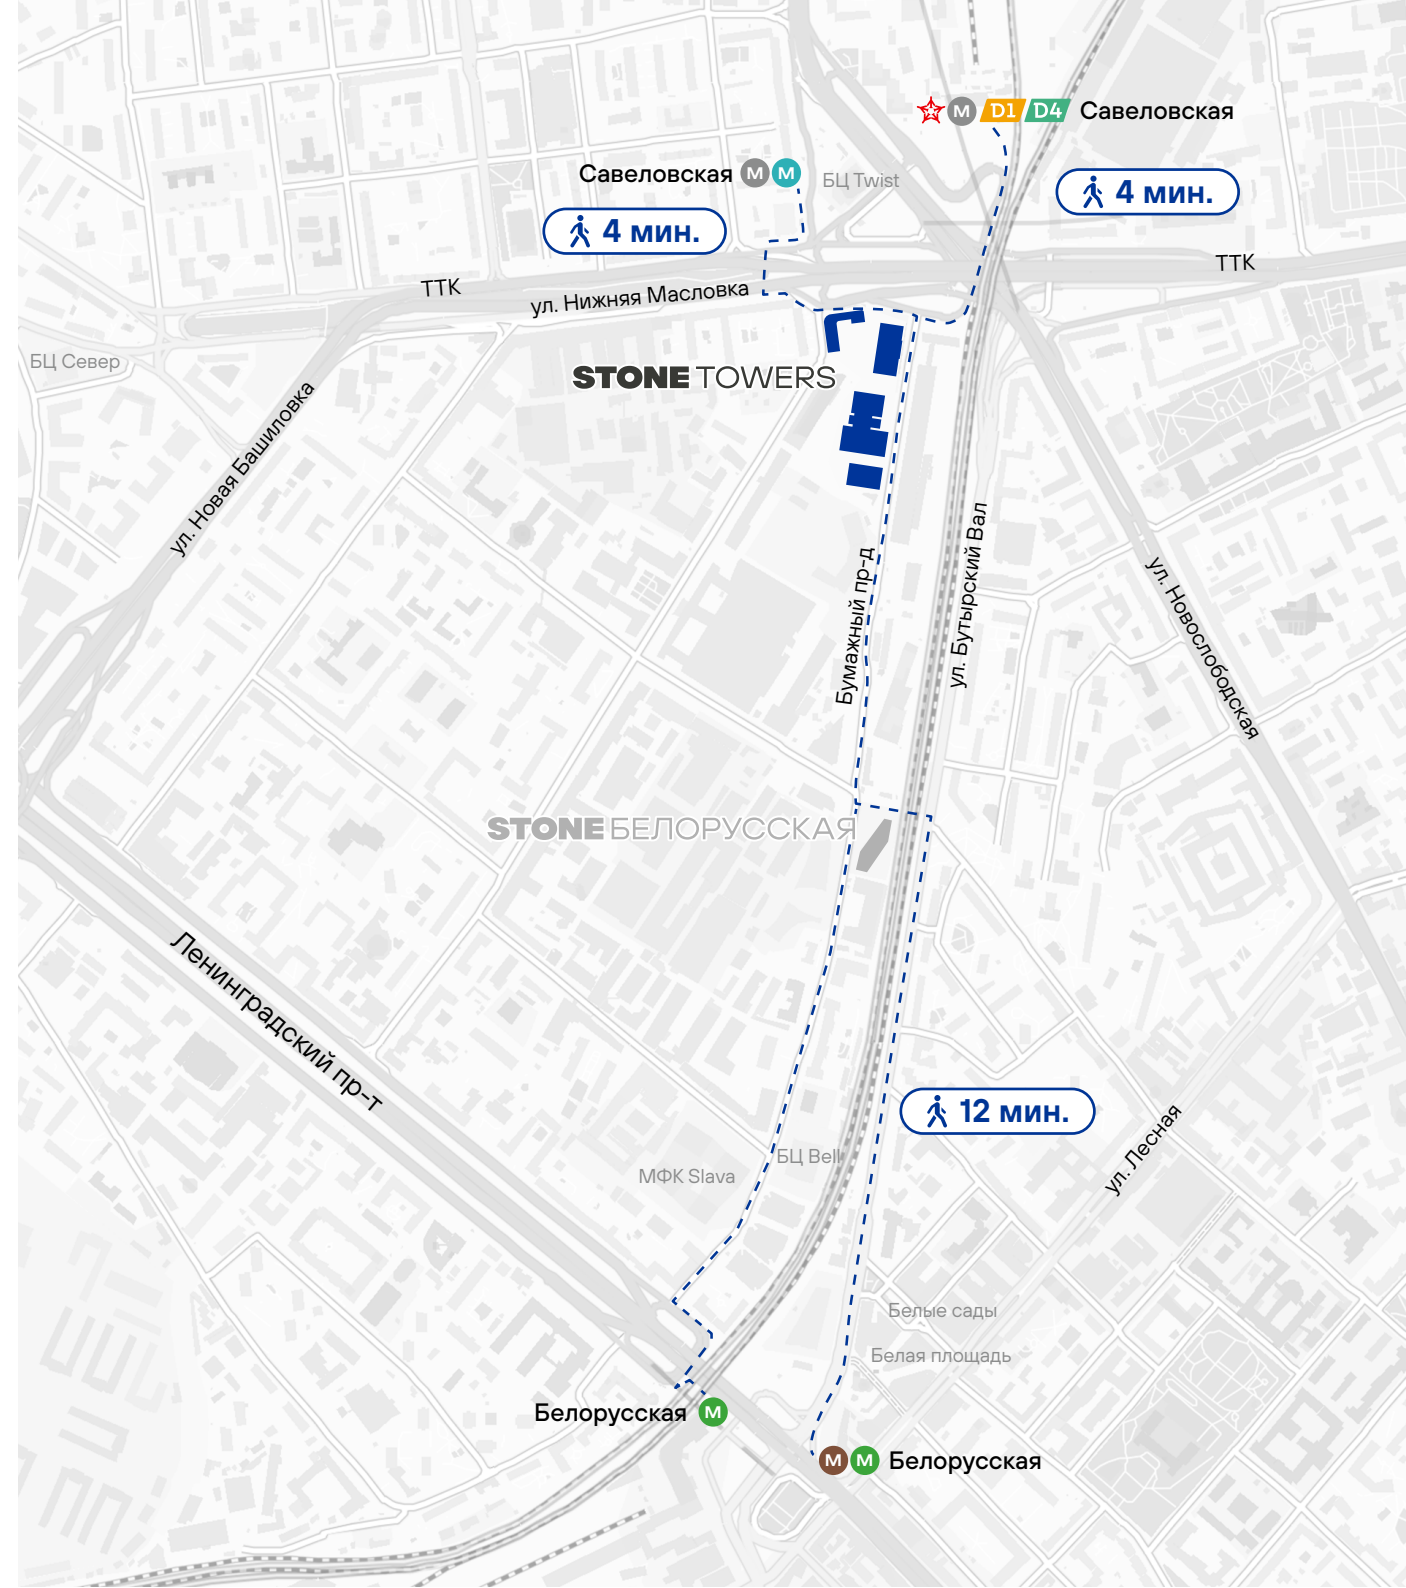 М D1 D4 Савеловская
Савеловская М М
БЦ Twist
4 мин.
4 мин.
ТТК
ТТК
ул. Нижняя Масловка
БЦ Север
STONE TOWERS
ул. Новая Башиловка
Бумажный пр-д
ул. Бутырский Вал
ул. Новослободская
STONE БЕЛОРУССКАЯ
Ленинградский пр-т
12 мин.
ул. Лесная
БЦ Bell
МФК Slava
Белые сады
Белая площадь
Белорусская М
М М Белорусская